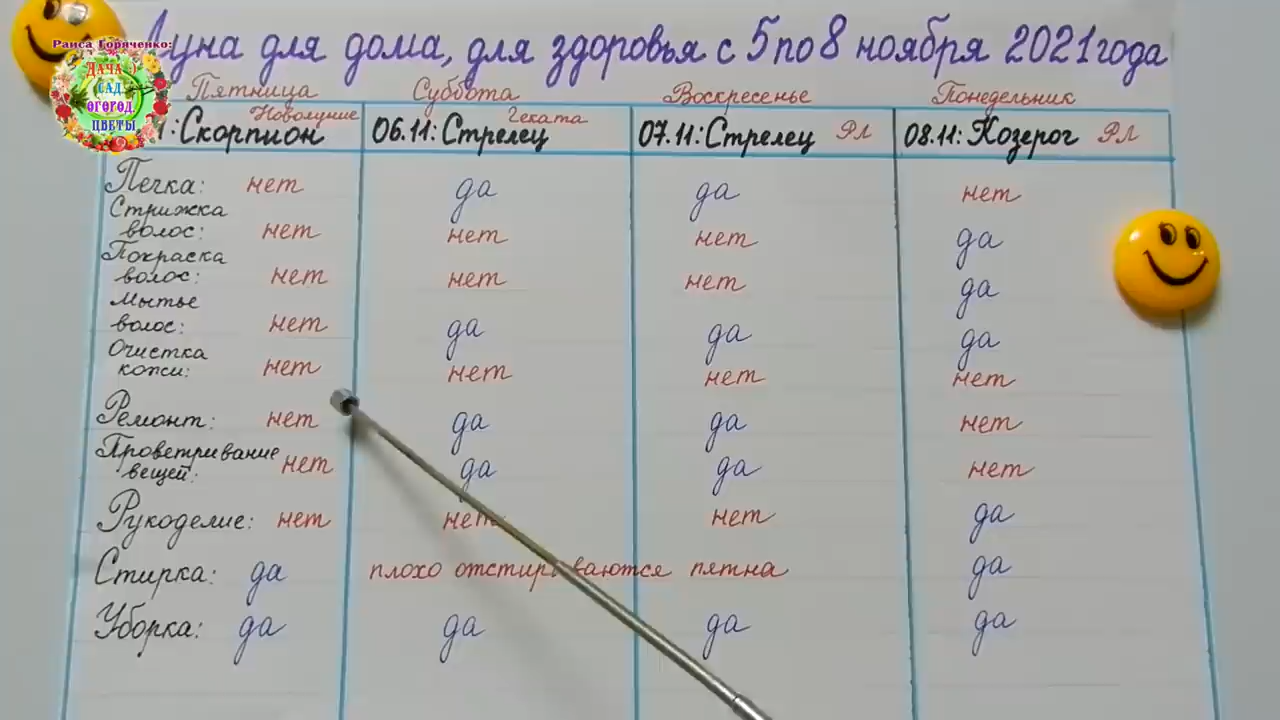 Раиса Горяченко:
ДАЧА
САД
ОГОРОД
ЦВЕТЫ
Луна для дома, для здоровья с 5 по 8 ноября 2021 года
Пятница Суббота Воскресенье Понедельник
Новолуние Геката
1: Скорпион 06.11: Стрелец 07.11: Стрелец РЛ 08.11: Козерог РЛ
Печка: нет да да нет
Стрижка
волос: нет нет нет да
Покраска
волос: нет нет нет да
Мытьё
волос: нет да да да
Очистка
кожи: нет нет нет нет
Ремонт: нет да да нет
Проветривание
вещей: нет да да нет
Рукоделие: нет нет нет да
Стирка: да плохо отстирываются пятна да
Уборка: да да да да